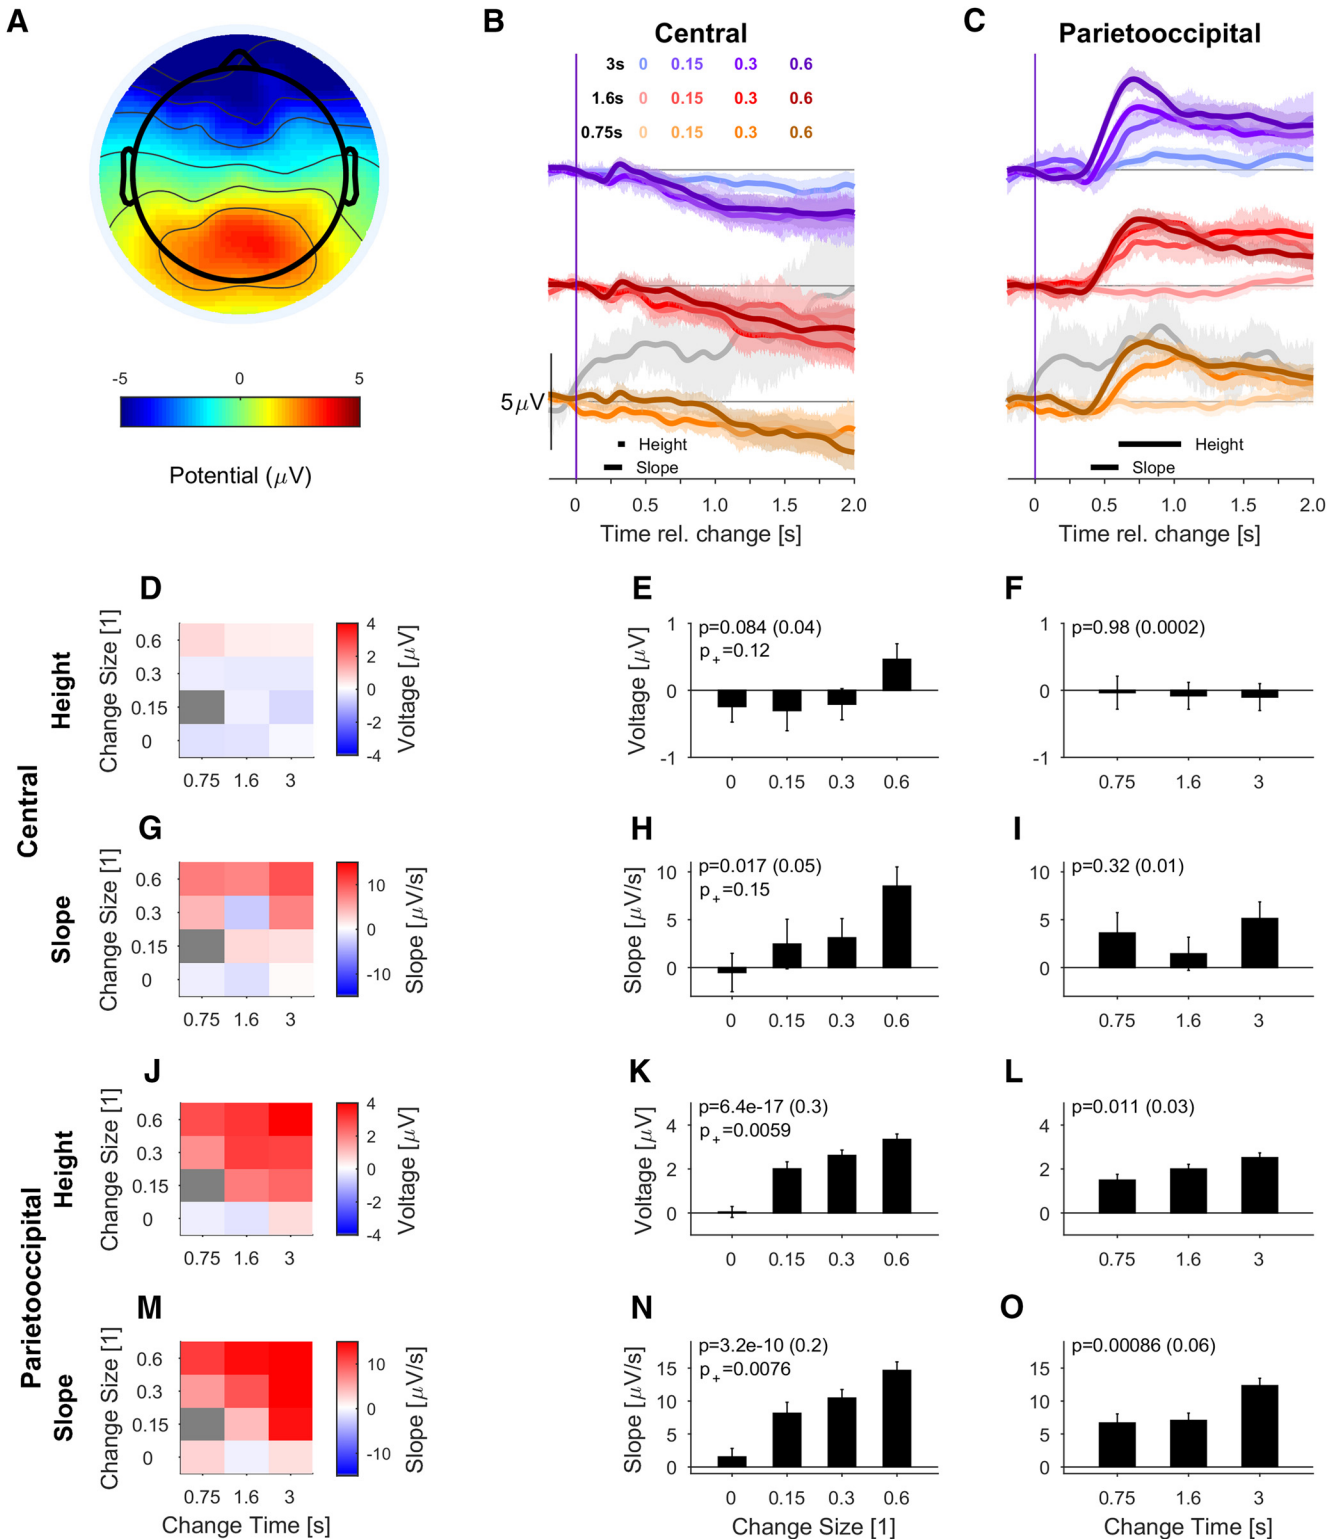 A
-5 0 5
Potential (μV)
B
Central
3s 0 0.15 0.3 0.6
1.6s 0 0.15 0.3 0.6
0.75s 0 0.15 0.3 0.6
5μV
Height
Slope
0 0.5 1.0 1.5 2.0
Time rel. change [s]
C
Parietooccipital
Height
Slope
0 0.5 1.0 1.5 2.0
Time rel. change [s]
Central
Height
D
Change Size [1]
0.6
0.3
0.15
0
0.75 1.6 3
4
2
0
-2
-4
Voltage [μV]
E
p=0.084 (0.04)
p+=0.12
Voltage [μV]
1
0
-1
0 0.15 0.3 0.6
F
p=0.98 (0.0002)
1
0
-1
0.75 1.6 3
Slope
G
Change Size [1]
0.6
0.3
0.15
0
0.75 1.6 3
10
0
-10
Slope [μV/s]
H
p=0.017 (0.05)
p+=0.15
Slope [μV/s]
10
5
0
0 0.15 0.3 0.6
I
p=0.32 (0.01)
10
5
0
0.75 1.6 3
Parietooccipital
Height
J
Change Size [1]
0.6
0.3
0.15
0
0.75 1.6 3
4
2
0
-2
-4
Voltage [μV]
K
p=6.4e-17 (0.3)
p+=0.0059
Voltage [μV]
4
2
0
0 0.15 0.3 0.6
L
p=0.011 (0.03)
4
2
0
0.75 1.6 3
Slope
M
Change Size [1]
0.6
0.3
0.15
0
0.75 1.6 3
Change Time [s]
10
0
-10
Slope [μV/s]
N
p=3.2e-10 (0.2)
p+=0.0076
Slope [μV/s]
15
10
5
0
0 0.15 0.3 0.6
Change Size [1]
O
p=0.00086 (0.06)
15
10
5
0
0.75 1.6 3
Change Time [s]